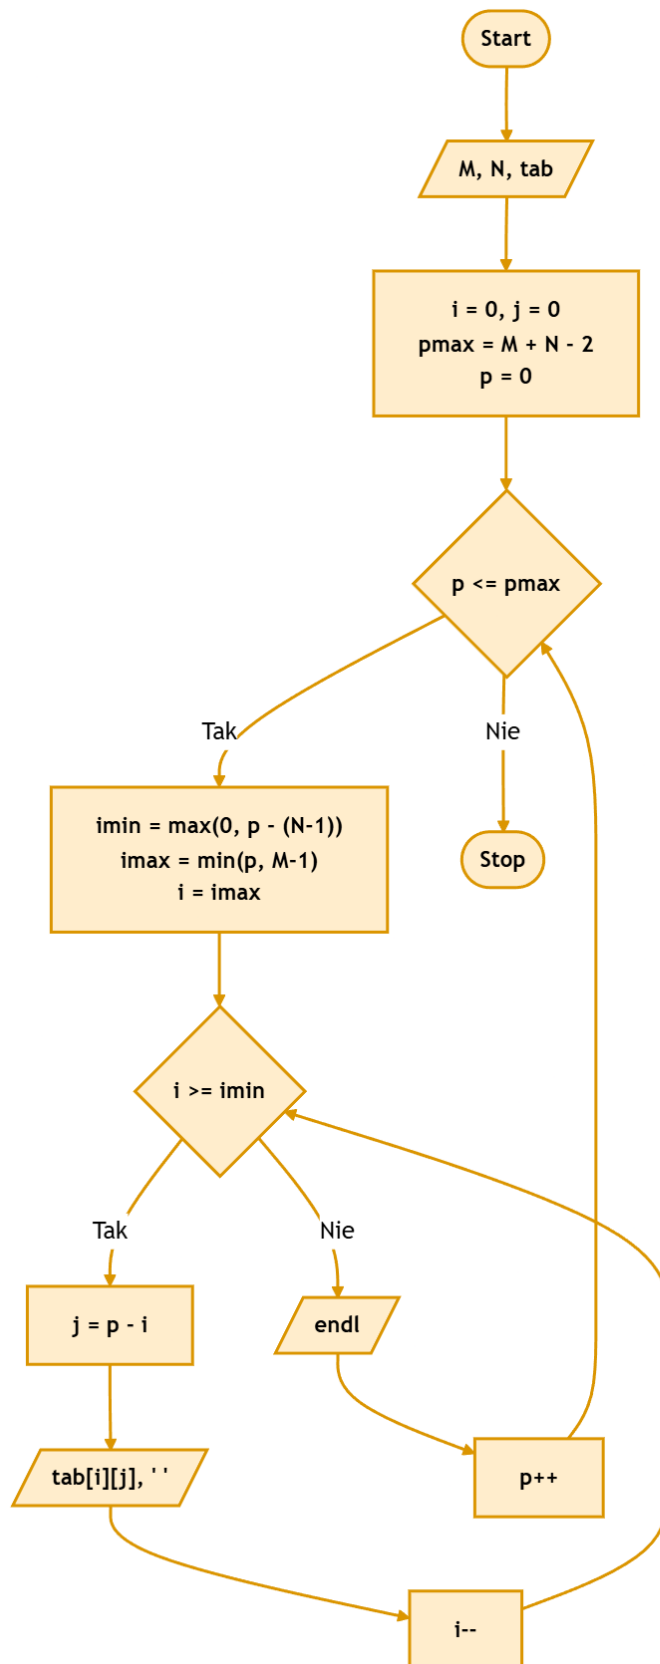 Start
M, N, tab
i = 0, j = 0
pmax = M + N - 2
p = 0
p <= pmax
Tak
Nie
imin = max(0, p - (N-1))
imax = min(p, M-1)
i = imax
Stop
i >= imin
Tak
Nie
j = p - i
endl
tab[i][j], ' '
p++
i--